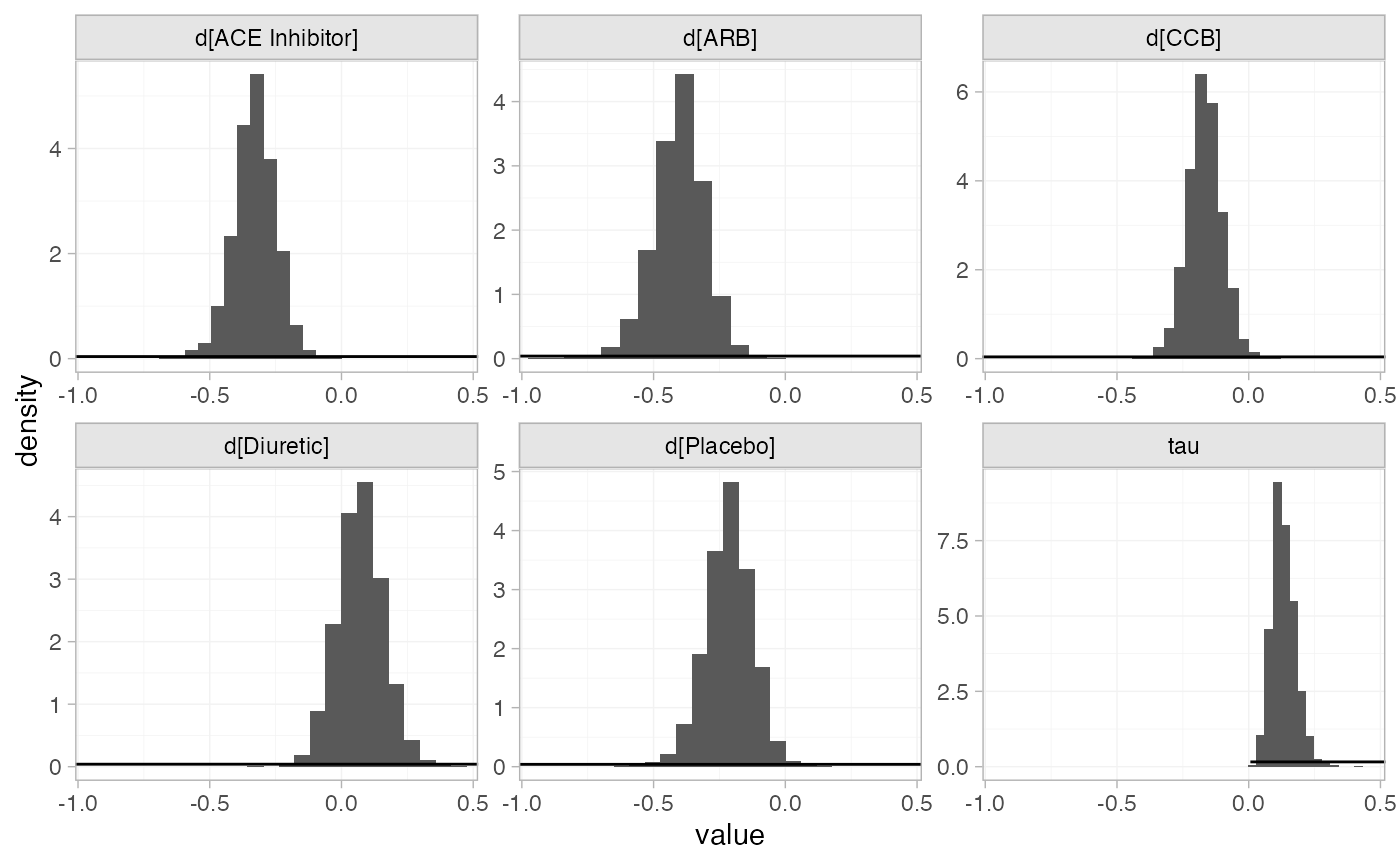 d[ACE Inhibitor] d[ARB] d[CCB]
4 2 0
4 3 2 1 0
6 4 2 0
-1.0 -0.5 0.0 0.5 -1.0 -0.5 0.0 0.5 -1.0 -0.5 0.0 0.5
density
d[Diuretic] d[Placebo] tau
4 3 2 1 0
5 4 3 2 1 0
7.5 5.0 2.5 0.0
-1.0 -0.5 0.0 0.5 -1.0 -0.5 0.0 0.5 -1.0 -0.5 0.0 0.5
value